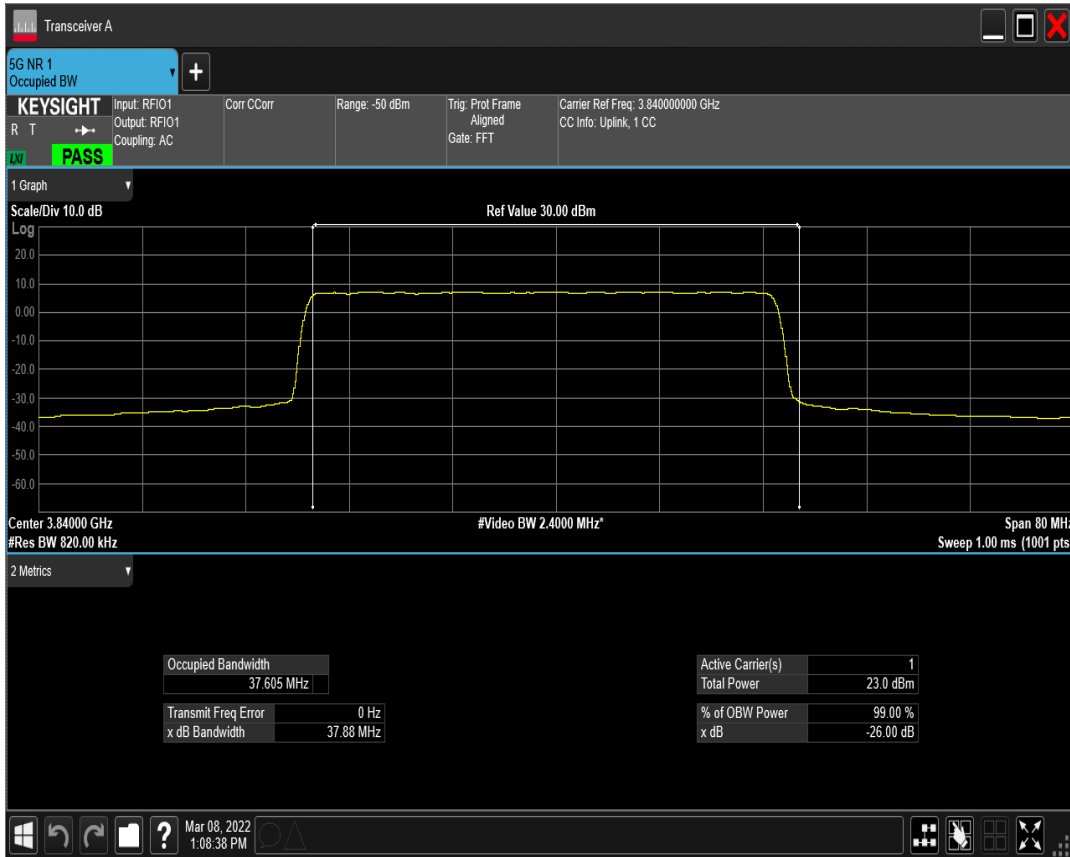 Transceiver A
5G NR 1
Occupied BW
KEYSIGHT
R T
LXI
PASS
Input: RFIO1
Output: RFIO1
Coupling: AC
Corr CCorr
Range: -50 dBm
Trig: Prot Frame
Aligned
Gate: FFT
Carrier Ref Freq: 3.840000000 GHz
CC Info: Uplink, 1 CC
1 Graph
Scale/Div 10.0 dB
Ref Value 30.00 dBm
Log
20.0
10.0
0.00
-10.0
-20.0
-30.0
-40.0
-50.0
-60.0
Center 3.84000 GHz
#Video BW 2.4000 MHz*
Span 80 MHz
#Res BW 820.00 kHz
Sweep 1.00 ms (1001 pts
2 Metrics
Occupied Bandwidth
37.605 MHz
Transmit Freq Error 0 Hz
x dB Bandwidth 37.88 MHz
Active Carrier(s) 1
Total Power 23.0 dBm
% of OBW Power 99.00 %
x dB -26.00 dB
?
Mar 08, 2022
1:08:38 PM